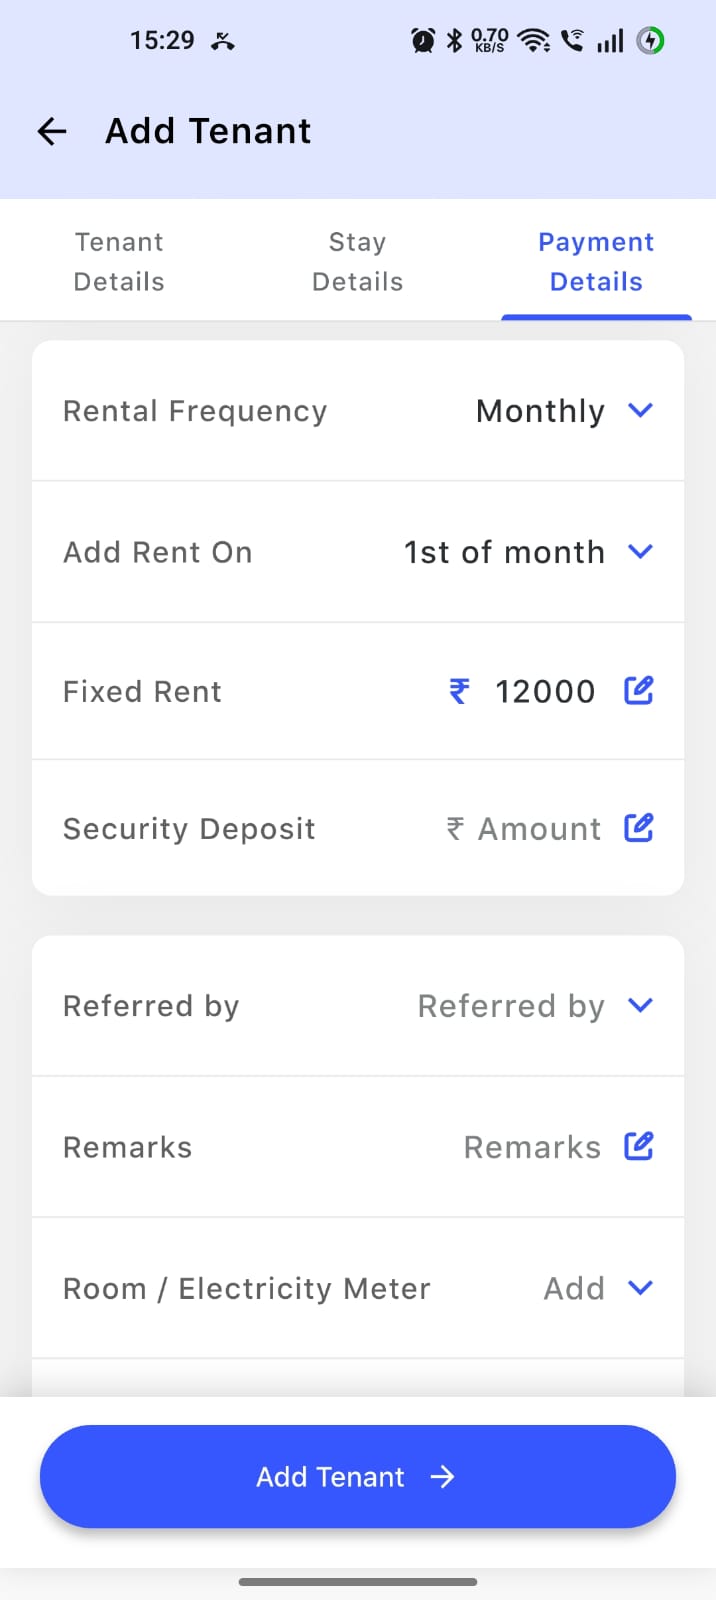 15:29
0.70
KB/S
Add Tenant
Tenant
Details
Stay
Details
Payment
Details
Rental Frequency Monthly
Add Rent On 1st of month
Fixed Rent ₹ 12000
Security Deposit ₹ Amount
Referred by Referred by
Remarks Remarks
Room / Electricity Meter Add
Add Tenant →